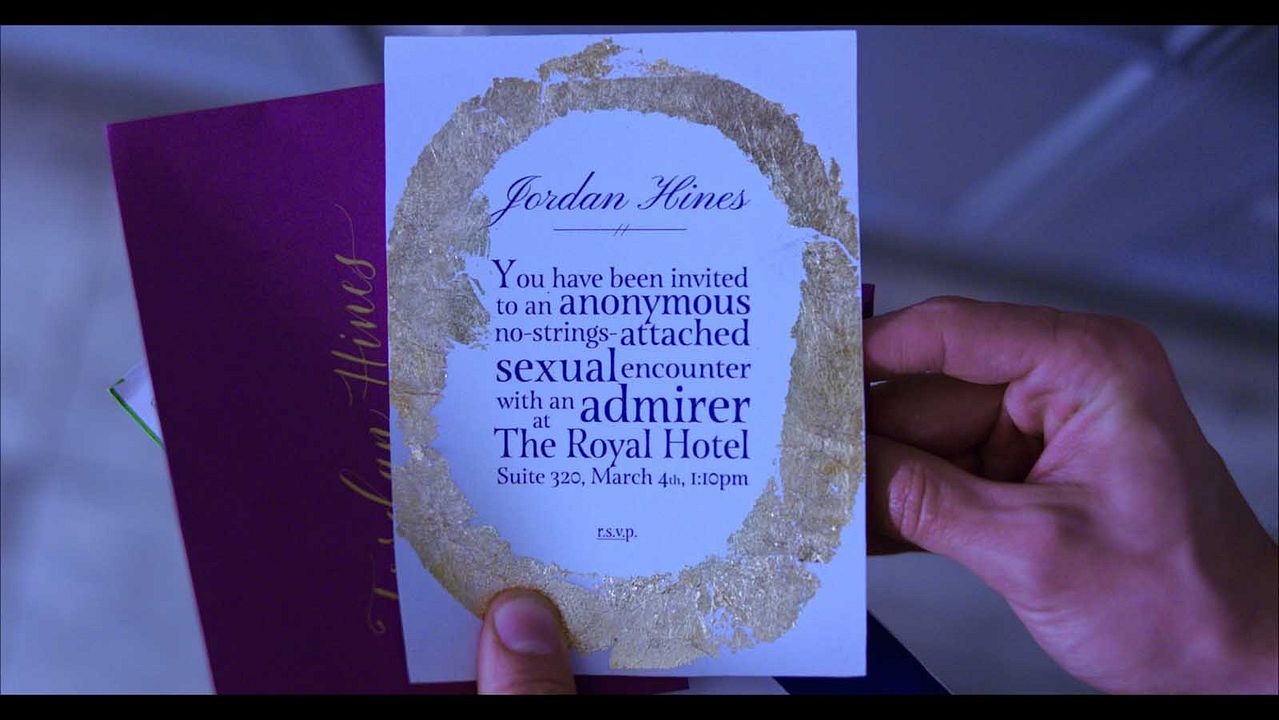 Jordan Hines
You have been invited
to an anonymous
no-strings-attached
sexual encounter
with an admirer
at
The Royal Hotel
Suite 320, March 4th, 1:10pm
r.s.v.p.
Jordan Hines